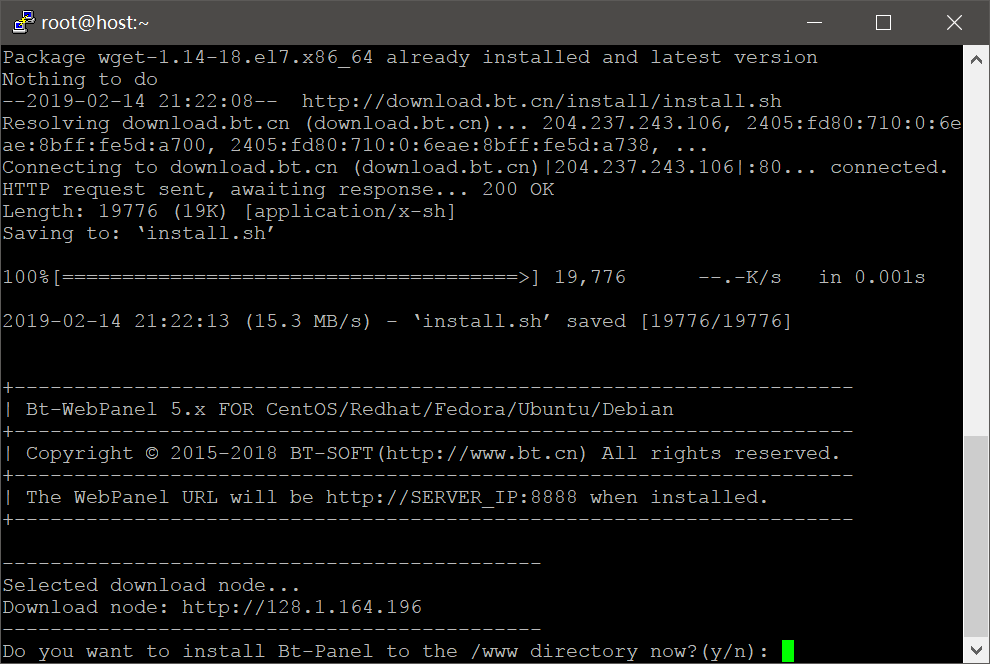 root@host:~
Package wget-1.14-18.el7.x86_64 already installed and latest version
Nothing to do
--2019-02-14 21:22:08--  http://download.bt.cn/install/install.sh
Resolving download.bt.cn (download.bt.cn)... 204.237.243.106, 2405:fd80:710:0:6e
ae:8bff:fe5d:a700, 2405:fd80:710:0:6eae:8bff:fe5d:a738, ...
Connecting to download.bt.cn (download.bt.cn)|204.237.243.106|:80... connected.
HTTP request sent, awaiting response... 200 OK
Length: 19776 (19K) [application/x-sh]
Saving to: ‘install.sh’
100%[======================================>] 19,776      --.-K/s   in 0.001s
2019-02-14 21:22:13 (15.3 MB/s) - ‘install.sh’ saved [19776/19776]
+----------------------------------------------------------------------
| Bt-WebPanel 5.x FOR CentOS/Redhat/Fedora/Ubuntu/Debian
+----------------------------------------------------------------------
| Copyright © 2015-2018 BT-SOFT(http://www.bt.cn) All rights reserved.
+----------------------------------------------------------------------
| The WebPanel URL will be http://SERVER_IP:8888 when installed.
+----------------------------------------------------------------------
---------------------------------------------
Selected download node...
Download node: http://128.1.164.196
---------------------------------------------
Do you want to install Bt-Panel to the /www directory now?(y/n):